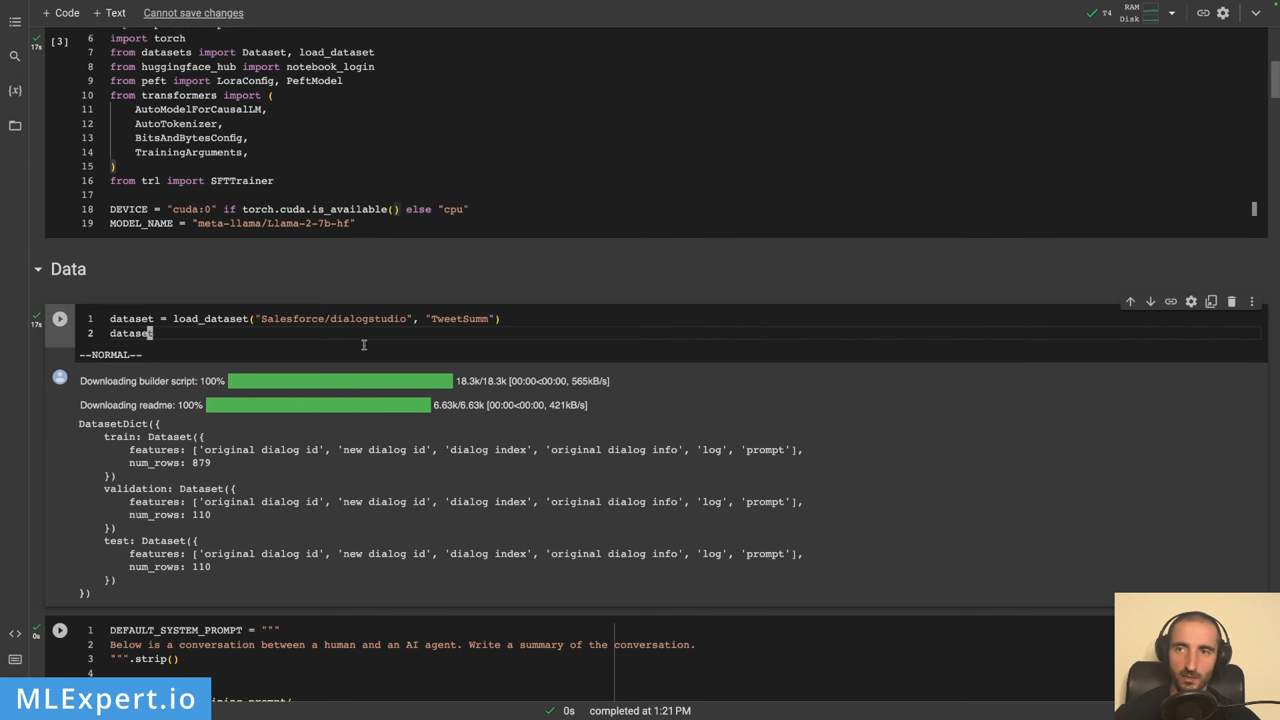 + Code + Text Cannot save changes
T4 RAM
Disk
[3]
17s
6 import torch
7 from datasets import Dataset, load_dataset
8 from huggingface_hub import notebook_login
9 from peft import LoraConfig, PeftModel
10 from transformers import (
11 AutoModelForCausalLM,
12 AutoTokenizer,
13 BitsAndBytesConfig,
14 TrainingArguments,
15 )
16 from trl import SFTTrainer
17
18 DEVICE = "cuda:0" if torch.cuda.is_available() else "cpu"
19 MODEL_NAME = "meta-llama/Llama-2-7b-hf"
Data
17s
1 dataset = load_dataset("Salesforce/dialogstudio", "TweetSumm")
2 dataset
--NORMAL--
Downloading builder script: 100% 18.3k/18.3k [00:00<00:00, 565kB/s]
Downloading readme: 100% 6.63k/6.63k [00:00<00:00, 421kB/s]
DatasetDict({
train: Dataset({
features: ['original dialog id', 'new dialog id', 'dialog index', 'original dialog info', 'log', 'prompt'],
num_rows: 879
})
validation: Dataset({
features: ['original dialog id', 'new dialog id', 'dialog index', 'original dialog info', 'log', 'prompt'],
num_rows: 110
})
test: Dataset({
features: ['original dialog id', 'new dialog id', 'dialog index', 'original dialog info', 'log', 'prompt'],
num_rows: 110
})
})
0s
1 DEFAULT_SYSTEM_PROMPT = """
2 Below is a conversation between a human and an AI agent. Write a summary of the conversation.
3 """.strip()
4
MLExpert.io
0s completed at 1:21 PM